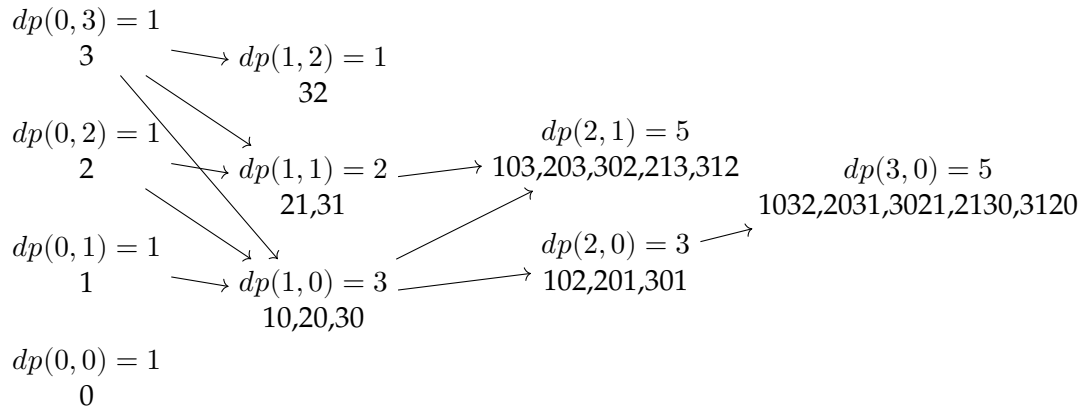 dp(0, 3) = 1
3
dp(1, 2) = 1
32
dp(0, 2) = 1
2
dp(1, 1) = 2
21,31
dp(2, 1) = 5
103,203,302,213,312
dp(3, 0) = 5
1032,2031,3021,2130,3120
dp(0, 1) = 1
1
dp(1, 0) = 3
10,20,30
dp(2, 0) = 3
102,201,301
dp(0, 0) = 1
0